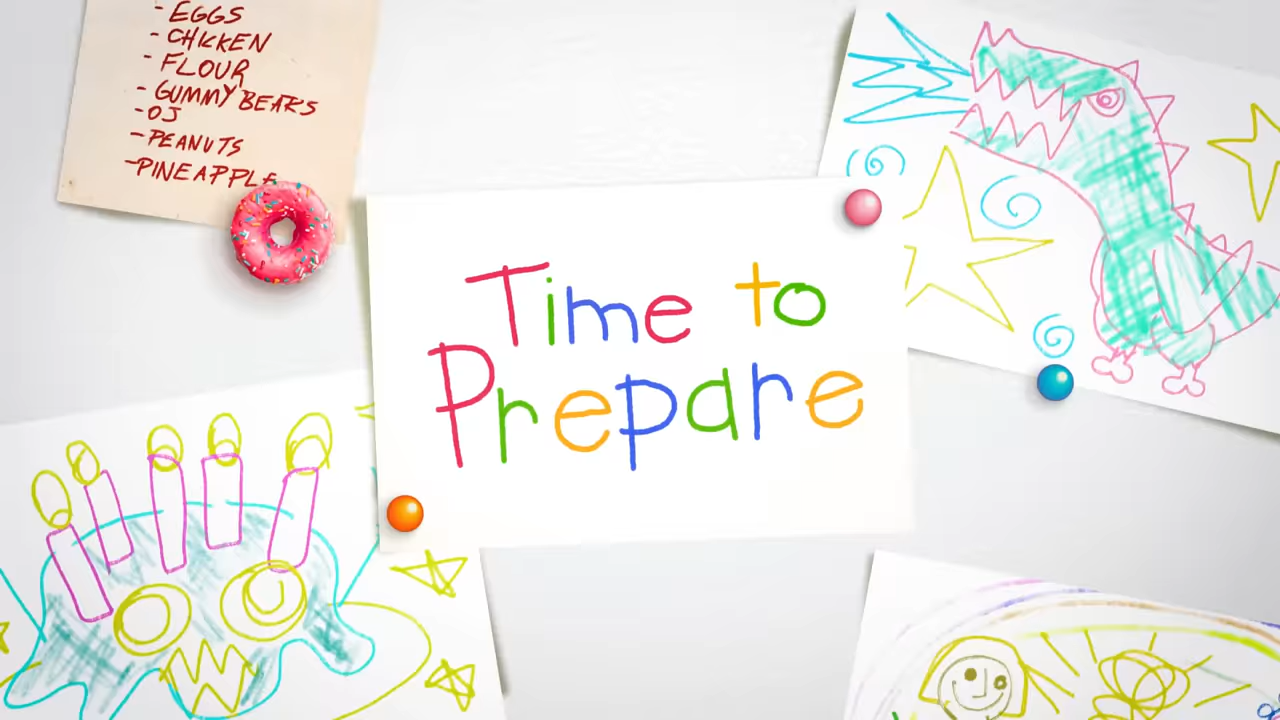 - EGGS
- CHICKEN
- FLOUR
- GUMMY BEARS
- OJ
- PEANUTS
- PINEAPPLE
Time to
Prepare